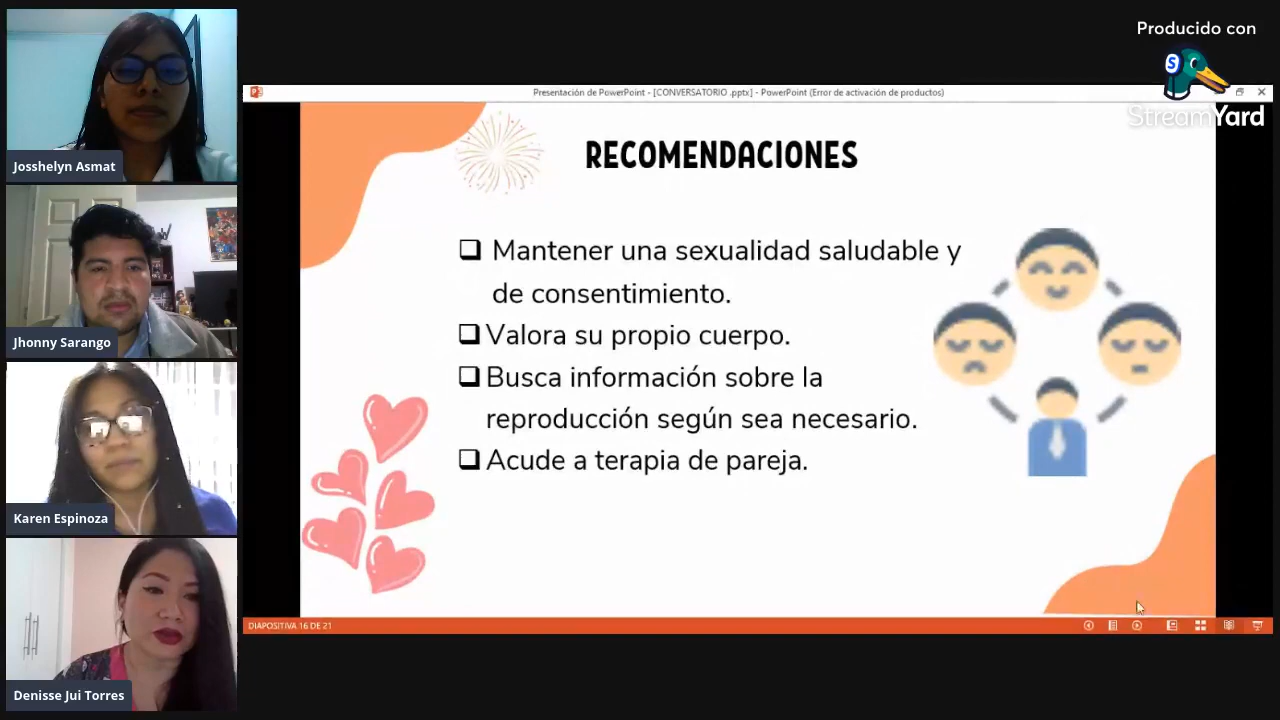 Producido con
StreamYard
Presentación de PowerPoint - [CONVERSATORIO .pptx] - PowerPoint (Error de activación de productos)
RECOMENDACIONES
❑ Mantener una sexualidad saludable y
de consentimiento.
❑ Valora su propio cuerpo.
❑ Busca información sobre la
reproducción según sea necesario.
❑ Acude a terapia de pareja.
DIAPOSITIVA 16 DE 21
Josshelyn Asmat
Jhonny Sarango
Karen Espinoza
Denisse Jui Torres